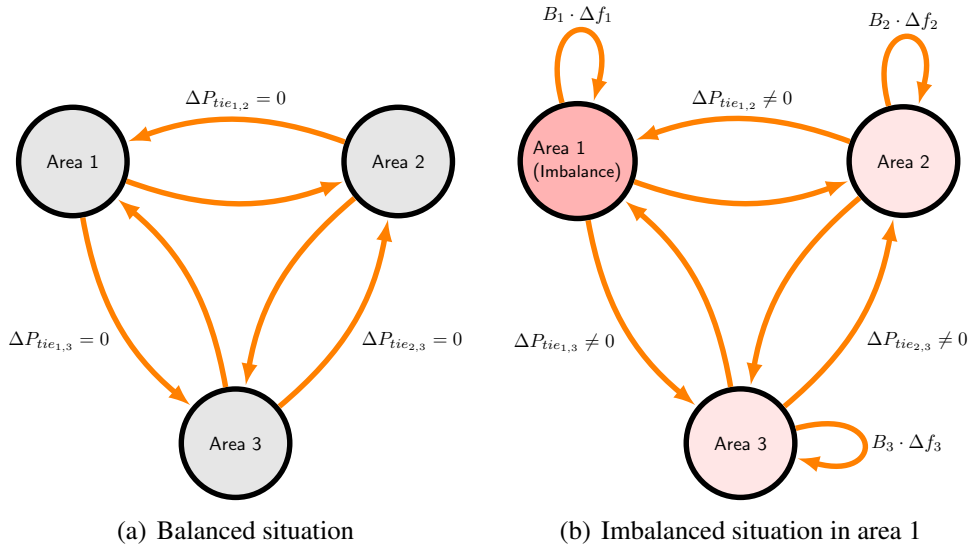 ΔP_{tie_{1,2}} = 0
Area 1
Area 2
ΔP_{tie_{1,3}} = 0
ΔP_{tie_{2,3}} = 0
Area 3
(a) Balanced situation
B_1 · Δf_1
B_2 · Δf_2
ΔP_{tie_{1,2}} ≠ 0
Area 1
(Imbalance)
Area 2
ΔP_{tie_{1,3}} ≠ 0
ΔP_{tie_{2,3}} ≠ 0
Area 3
B_3 · Δf_3
(b) Imbalanced situation in area 1